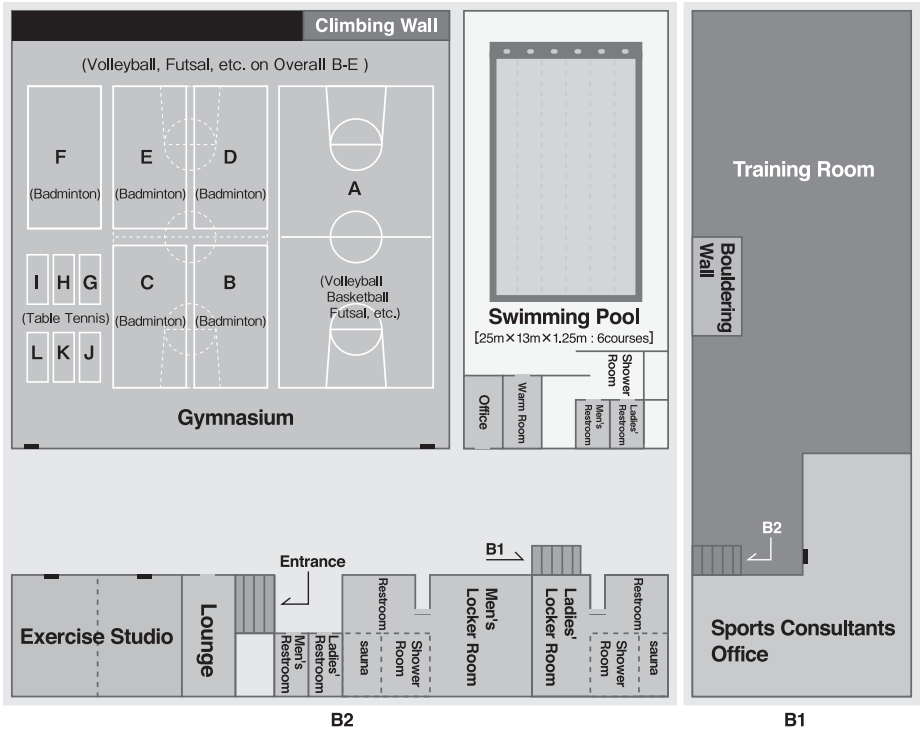 Climbing Wall
(Volleyball, Futsal, etc. on Overall B-E )
F
(Badminton)
E
(Badminton)
D
(Badminton)
A
(Volleyball
Basketball
Futsal, etc.)
I
H
G
(Table Tennis)
L
K
J
C
(Badminton)
B
(Badminton)
Gymnasium
Swimming Pool
[25m×13m×1.25m : 6courses]
Office
Warm Room
Shower
Room
Men's
Restroom
Ladies'
Restroom
Training Room
Bouldering
Wall
B2
Sports Consultants
Office
Exercise Studio
Lounge
Entrance
Men's
Restroom
Ladies'
Restroom
Restroom
sauna
Shower
Room
Men's
Locker Room
B1
Ladies'
Locker Room
Restroom
Shower
Room
sauna
B2
B1